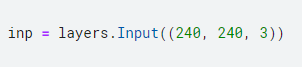 inp = layers.Input((240, 240, 3))